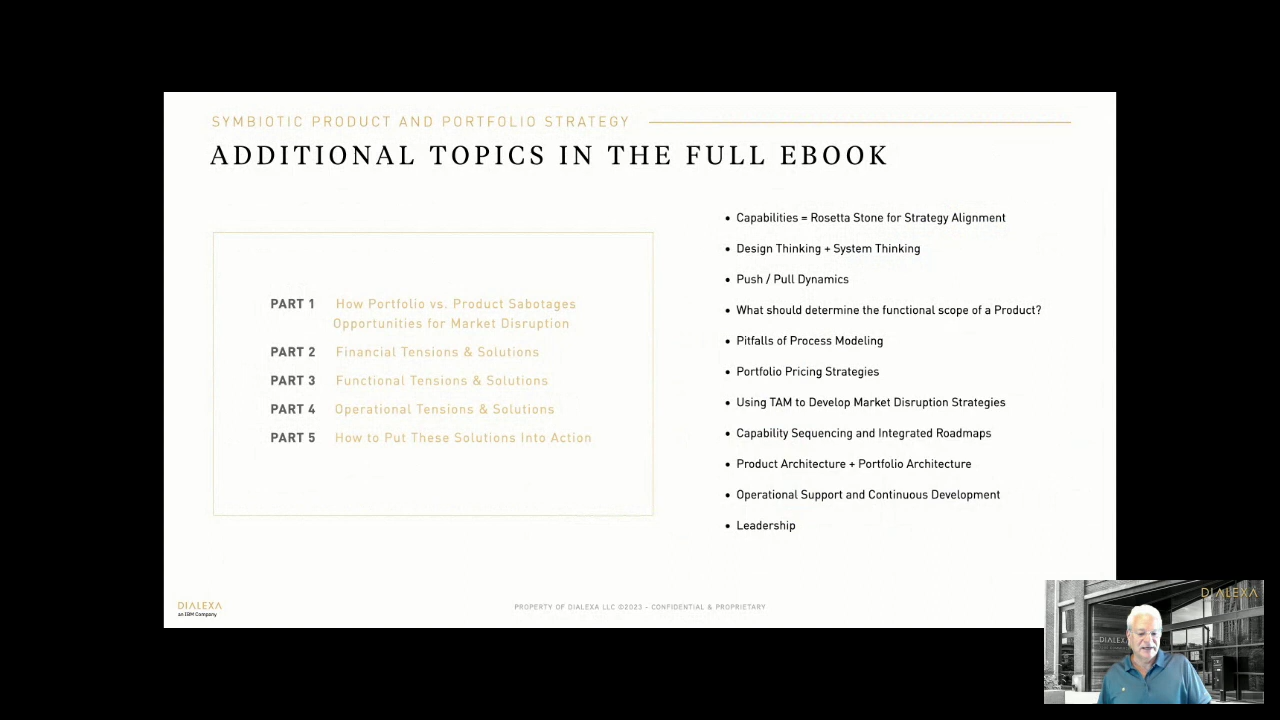 SYMBIOTIC PRODUCT AND PORTFOLIO STRATEGY
ADDITIONAL TOPICS IN THE FULL EBOOK
PART 1 How Portfolio vs. Product Sabotages
Opportunities for Market Disruption
PART 2 Financial Tensions & Solutions
PART 3 Functional Tensions & Solutions
PART 4 Operational Tensions & Solutions
PART 5 How to Put These Solutions Into Action
• Capabilities = Rosetta Stone for Strategy Alignment
• Design Thinking + System Thinking
• Push / Pull Dynamics
• What should determine the functional scope of a Product?
• Pitfalls of Process Modeling
• Portfolio Pricing Strategies
• Using TAM to Develop Market Disruption Strategies
• Capability Sequencing and Integrated Roadmaps
• Product Architecture + Portfolio Architecture
• Operational Support and Continuous Development
• Leadership
DIALEXA
an IBM Company
PROPERTY OF DIALEXA LLC ©2023 - CONFIDENTIAL & PROPRIETARY
DIALEXA
DIALEXA